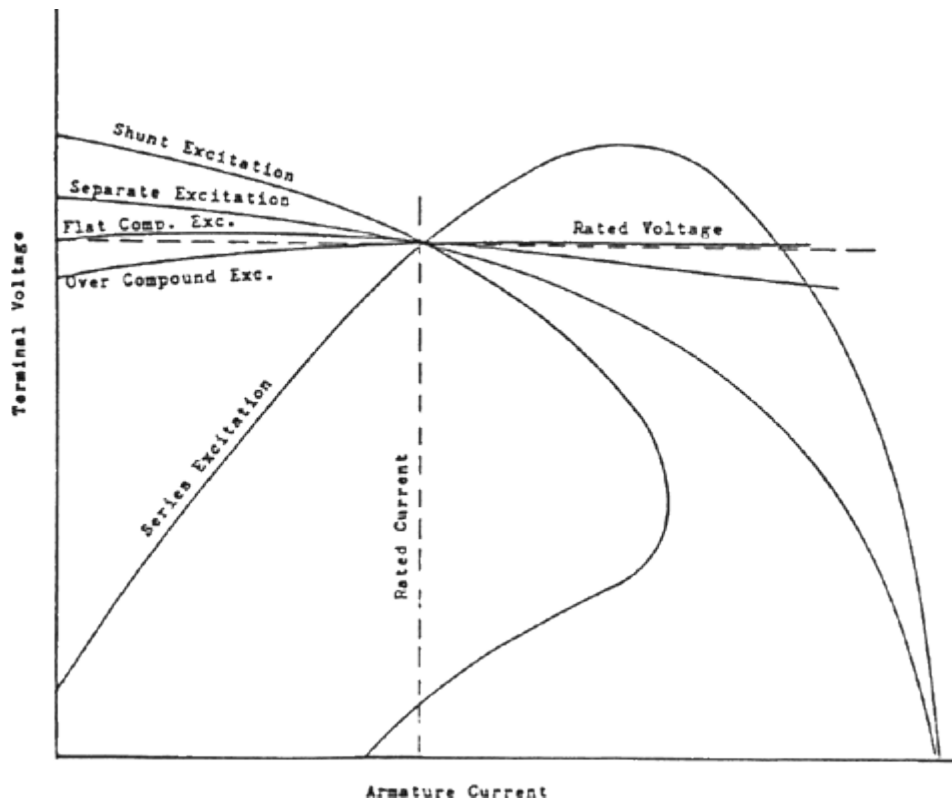 Shunt Excitation
Separate Excitation
Flat Comp. Exc.
Rated Voltage
Over Compound Exc.
Terminal Voltage
Series Excitation
Rated Current
Armature Current